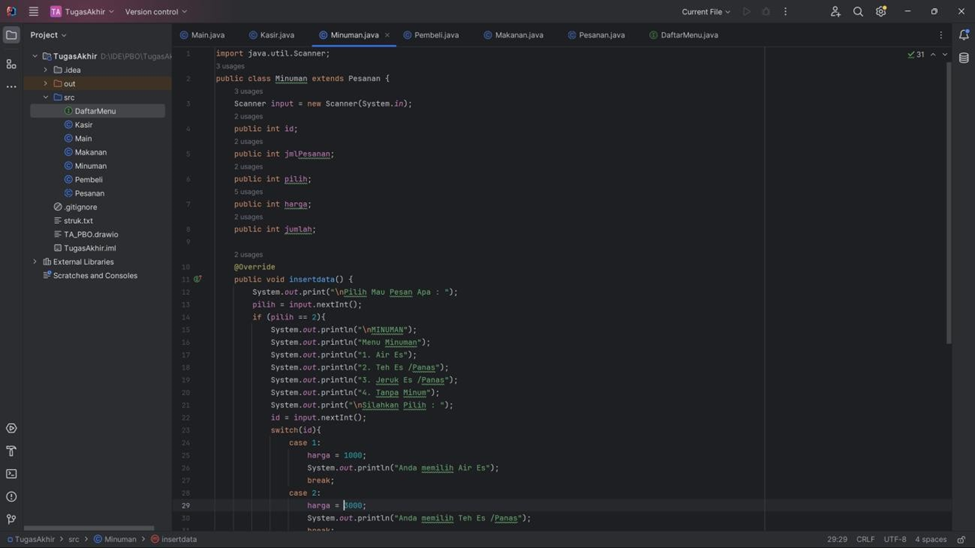 TA TugasAkhir Version control Current File
Project
TugasAkhir D:\IDE\PBO\TugasAk
.idea
out
src
DaftarMenu
Kasir
Main
Makanan
Minuman
Pembeli
Pesanan
.gitignore
struk.txt
TA_PBO.drawio
TugasAkhir.iml
External Libraries
Scratches and Consoles
Main.java Kasir.java Minuman.java Pembeli.java Makanan.java Pesanan.java DaftarMenu.java
31
1 import java.util.Scanner;
3 usages
2 public class Minuman extends Pesanan {
3 usages
3 Scanner input = new Scanner(System.in);
2 usages
4 public int id;
2 usages
5 public int jmlPesanan;
2 usages
6 public int pilih;
5 usages
7 public int harga;
2 usages
8 public int jumlah;
9
2 usages
10 @Override
11 public void insertdata() {
12 System.out.print("\nPilih Mau Pesan Apa : ");
13 pilih = input.nextInt();
14 if (pilih == 2){
15 System.out.println("\nMINUMAN");
16 System.out.println("Menu Minuman");
17 System.out.println("1. Air Es");
18 System.out.println("2. Teh Es /Panas");
19 System.out.println("3. Jeruk Es /Panas");
20 System.out.println("4. Tanpa Minum");
21 System.out.print("\nSilahkan Pilih : ");
22 id = input.nextInt();
23 switch(id){
24 case 1:
25 harga = 1000;
26 System.out.println("Anda memilih Air Es");
27 break;
28 case 2:
29 harga = 3000;
30 System.out.println("Anda memilih Teh Es /Panas");
break;
TugasAkhir > src > Minuman > insertdata 29:29 CRLF UTF-8 4 spaces